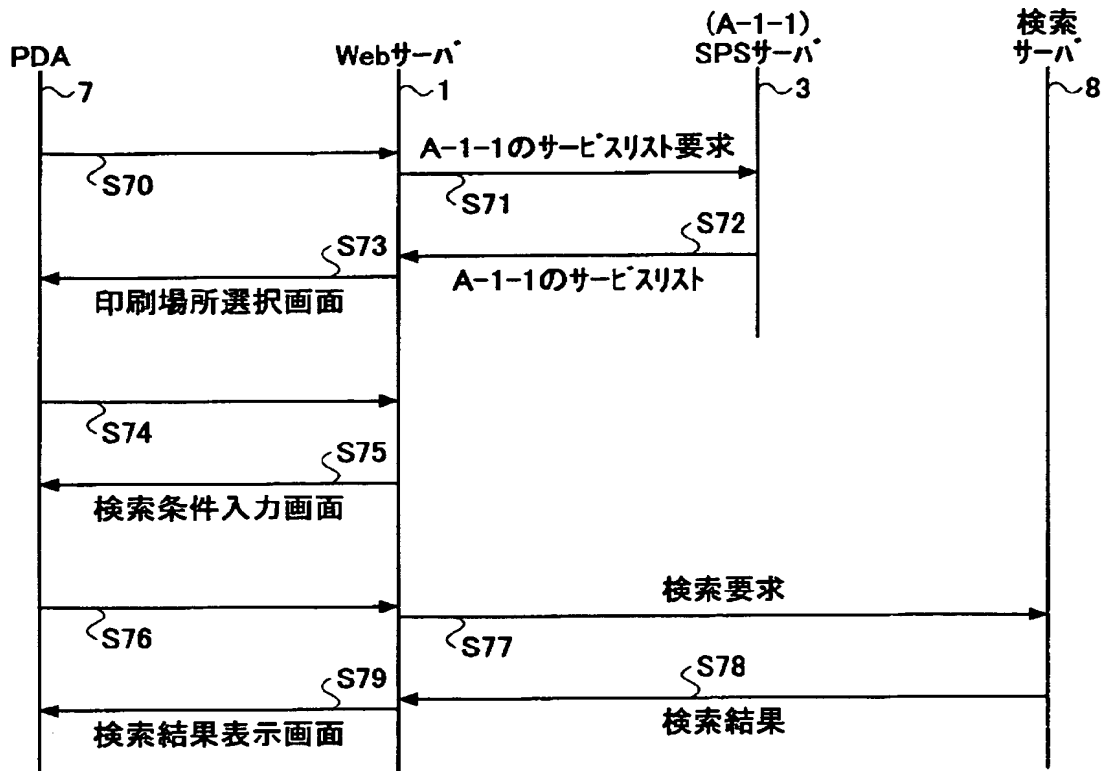 PDA
7
Webサーバ
1
(A-1-1)
SPSサーバ
3
検索
サーバ
8
S70
A-1-1のサービスリスト要求
S71
S72
A-1-1のサービスリスト
S73
印刷場所選択画面
S74
S75
検索条件入力画面
S76
検索要求
S77
S78
検索結果
S79
検索結果表示画面